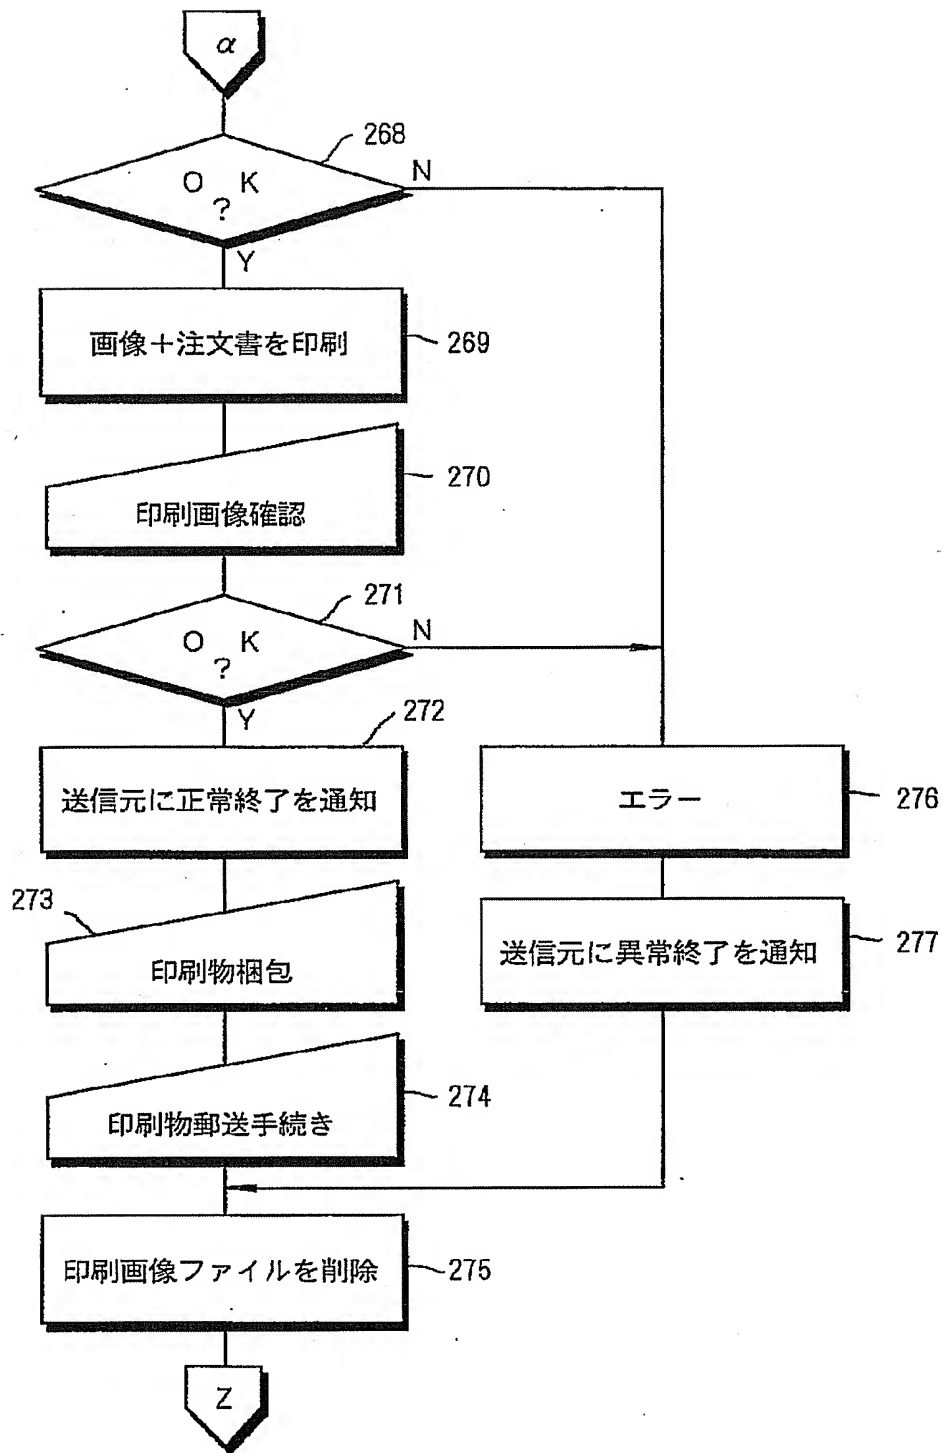 α
268
O K
?
N
Y
画像＋注文書を印刷
269
270
印刷画像確認
271
O K
?
N
Y
272
送信元に正常終了を通知
エラー
276
273
印刷物梱包
送信元に異常終了を通知
277
274
印刷物郵送手続き
印刷画像ファイルを削除
275
Z